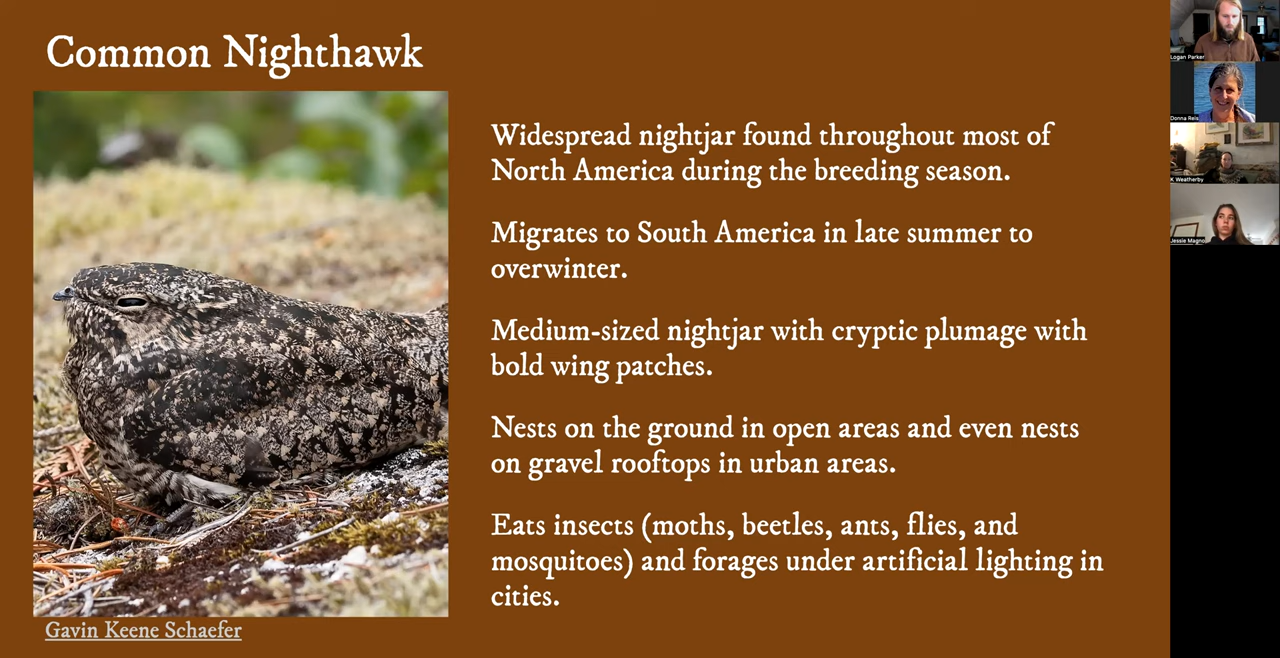 Common Nighthawk
Widespread nightjar found throughout most of
North America during the breeding season.
Migrates to South America in late summer to
overwinter.
Medium-sized nightjar with cryptic plumage with
bold wing patches.
Nests on the ground in open areas and even nests
on gravel rooftops in urban areas.
Eats insects (moths, beetles, ants, flies, and
mosquitoes) and forages under artificial lighting in
cities.
Gavin Keene Schaefer
Logan Parker
Donna Reis
K Weatherby
Jessie Magno